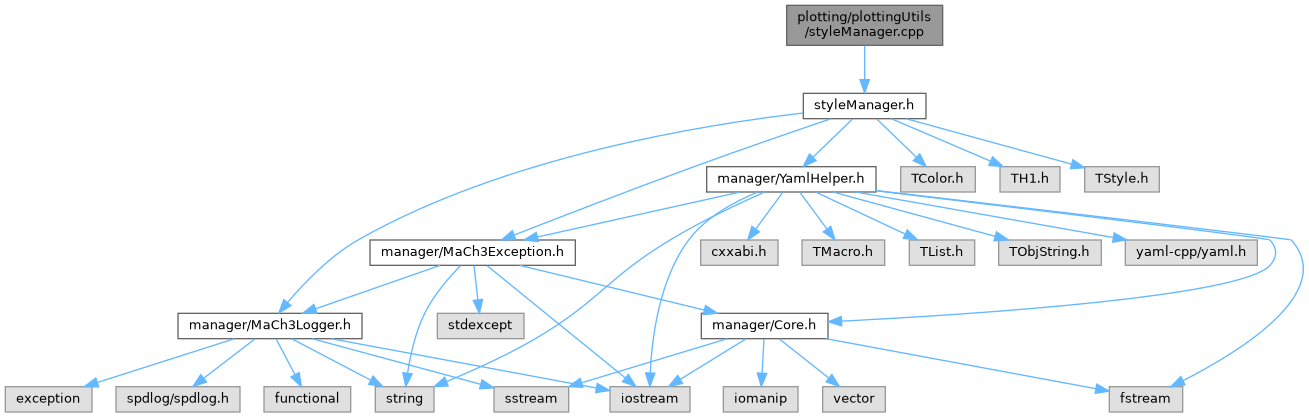 plotting/plottingUtils
/styleManager.cpp
styleManager.h
manager/YamlHelper.h
TColor.h
TH1.h
TStyle.h
manager/MaCh3Exception.h
cxxabi.h
TMacro.h
TList.h
TObjString.h
yaml-cpp/yaml.h
manager/MaCh3Logger.h
stdexcept
manager/Core.h
exception
spdlog/spdlog.h
functional
string
sstream
iostream
iomanip
vector
fstream